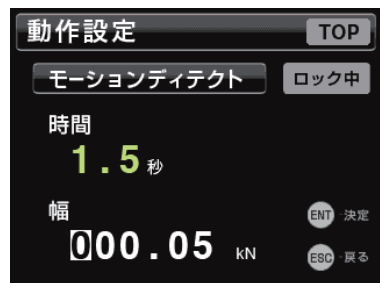 動作設定 TOP
モーションディテクト ロック中
時間
1.5 秒
幅
ENT -決定
000.05 kN
ESC -戻る